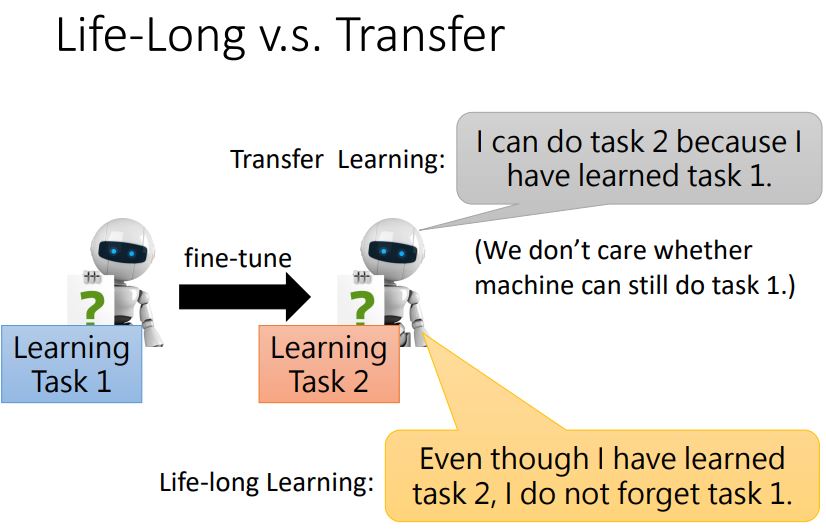 Life-Long v.s. Transfer
Transfer Learning:
I can do task 2 because I
have learned task 1.
(We don't care whether
machine can still do task 1.)
fine-tune
?
?
Learning
Task 1
Learning
Task 2
Life-long Learning:
Even though I have learned
task 2, I do not forget task 1.